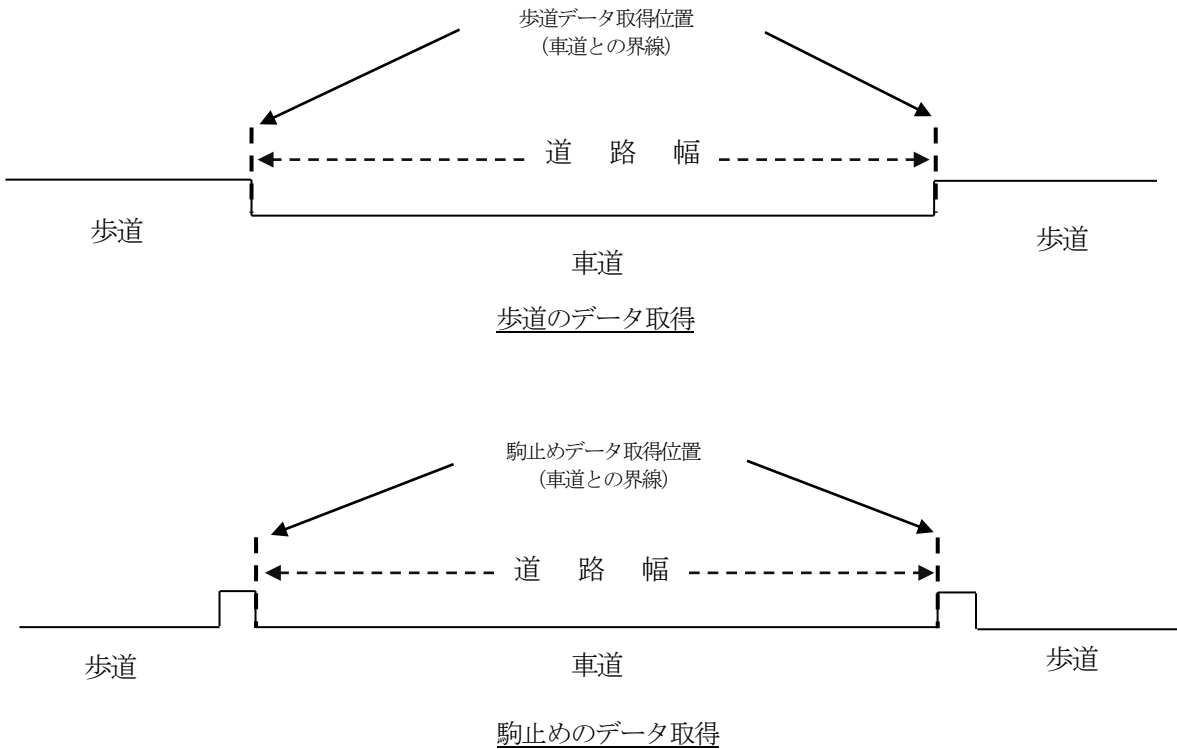 歩道データ取得位置
（車道との界線）
道 路 幅
歩道
車道
歩道
歩道のデータ取得
駒止めデータ取得位置
（車道との界線）
道 路 幅
歩道
車道
歩道
駒止めのデータ取得